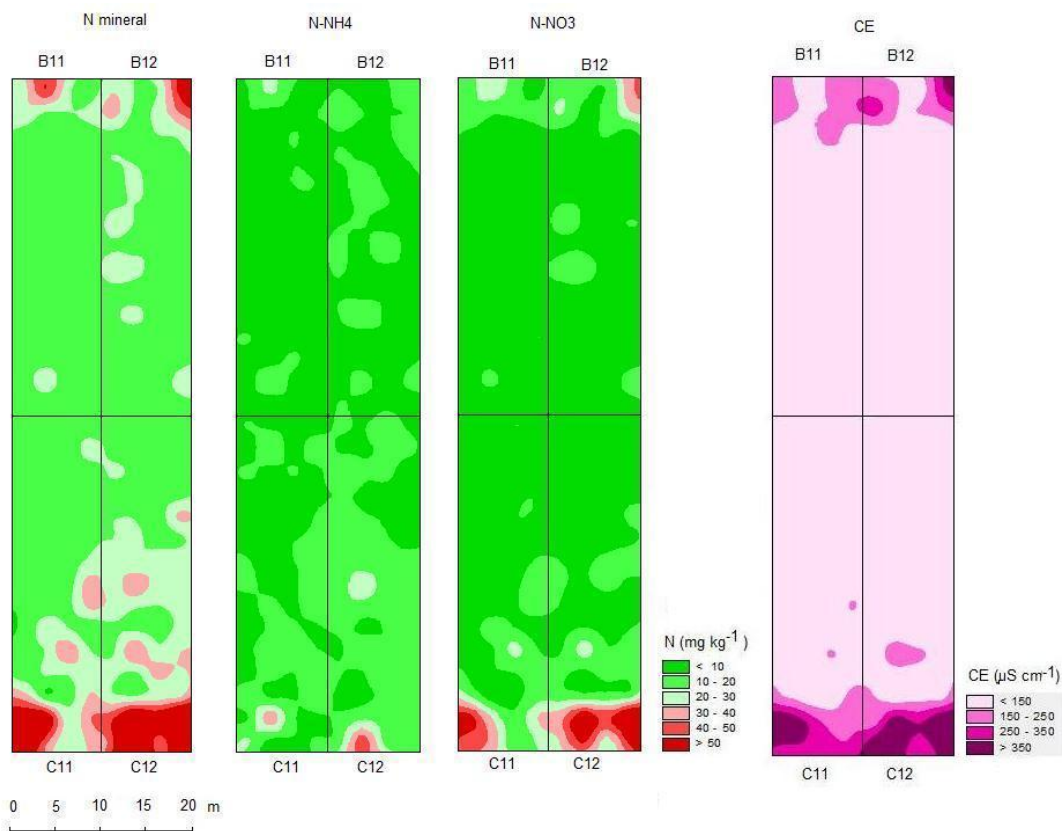 N mineral
N-NH4
N-NO3
CE
B11 B12
B11 B12
B11 B12
B11 B12
N (mg kg-1)
< 10
10 - 20
20 - 30
30 - 40
40 - 50
> 50
CE (µS cm-1)
< 150
150 - 250
250 - 350
> 350
C11 C12
C11 C12
C11 C12
C11 C12
0 5 10 15 20 m